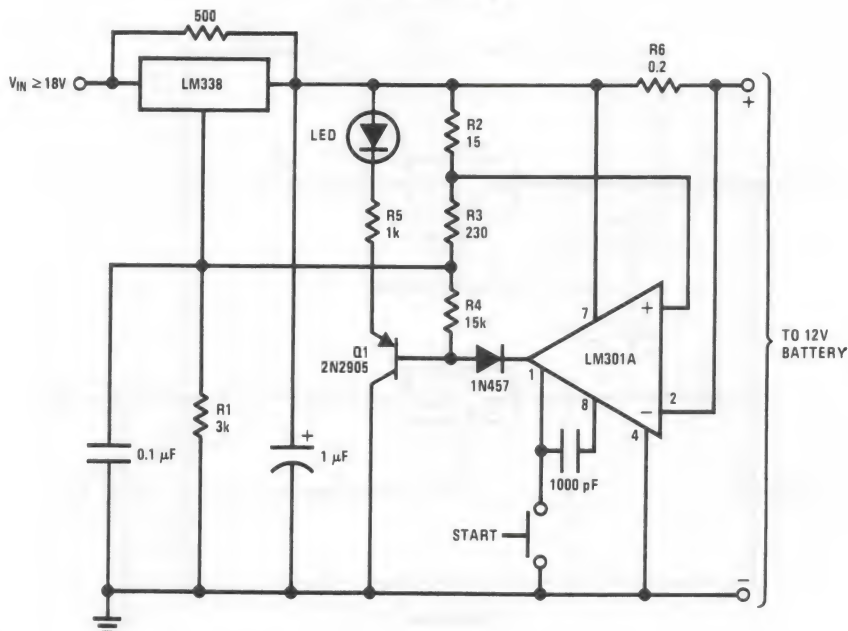 500
R6
0.2
V_IN ≥ 18V
LM338
+
LED
R2
15
R5
1k
R3
230
R4
15k
7
+
LM301A
TO 12V
BATTERY
Q1
2N2905
1N457
1
8
2
−
4
R1
3k
0.1 μF
+
1 μF
1000 pF
START
−